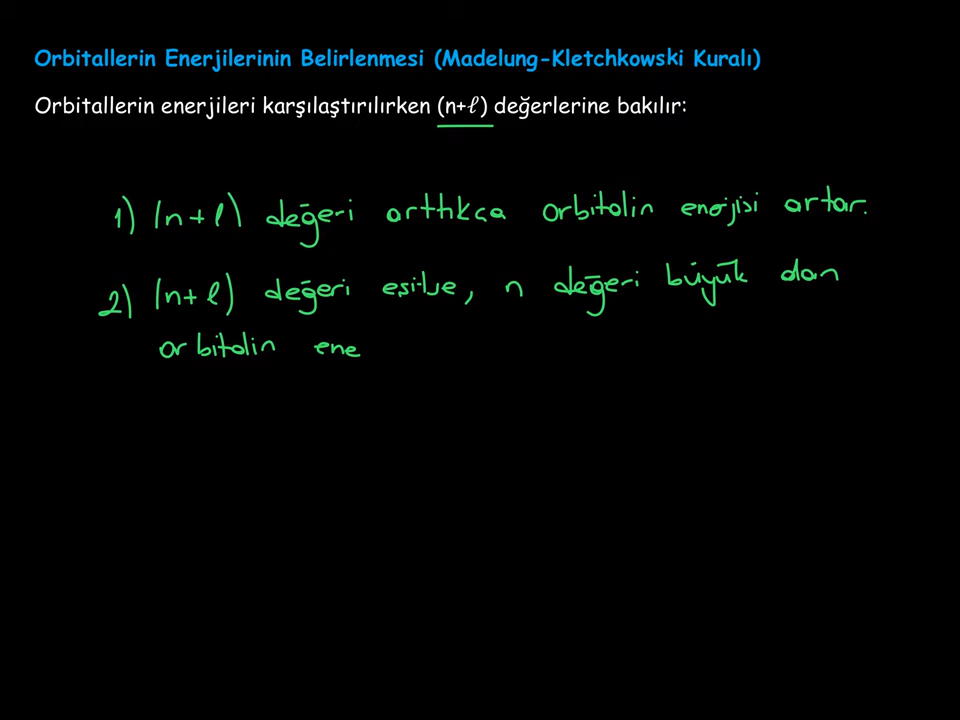 Orbitallerin Enerjilerinin Belirlenmesi (Madelung-Kletchkowski Kuralı)
Orbitallerin enerjileri karşılaştırılırken (n+ℓ) değerlerine bakılır:
1) (n+ℓ) değeri arttıkça orbitalin enerjisi artar.
2) (n+ℓ) değeri eşitse, n değeri büyük olan
orbitalin ene